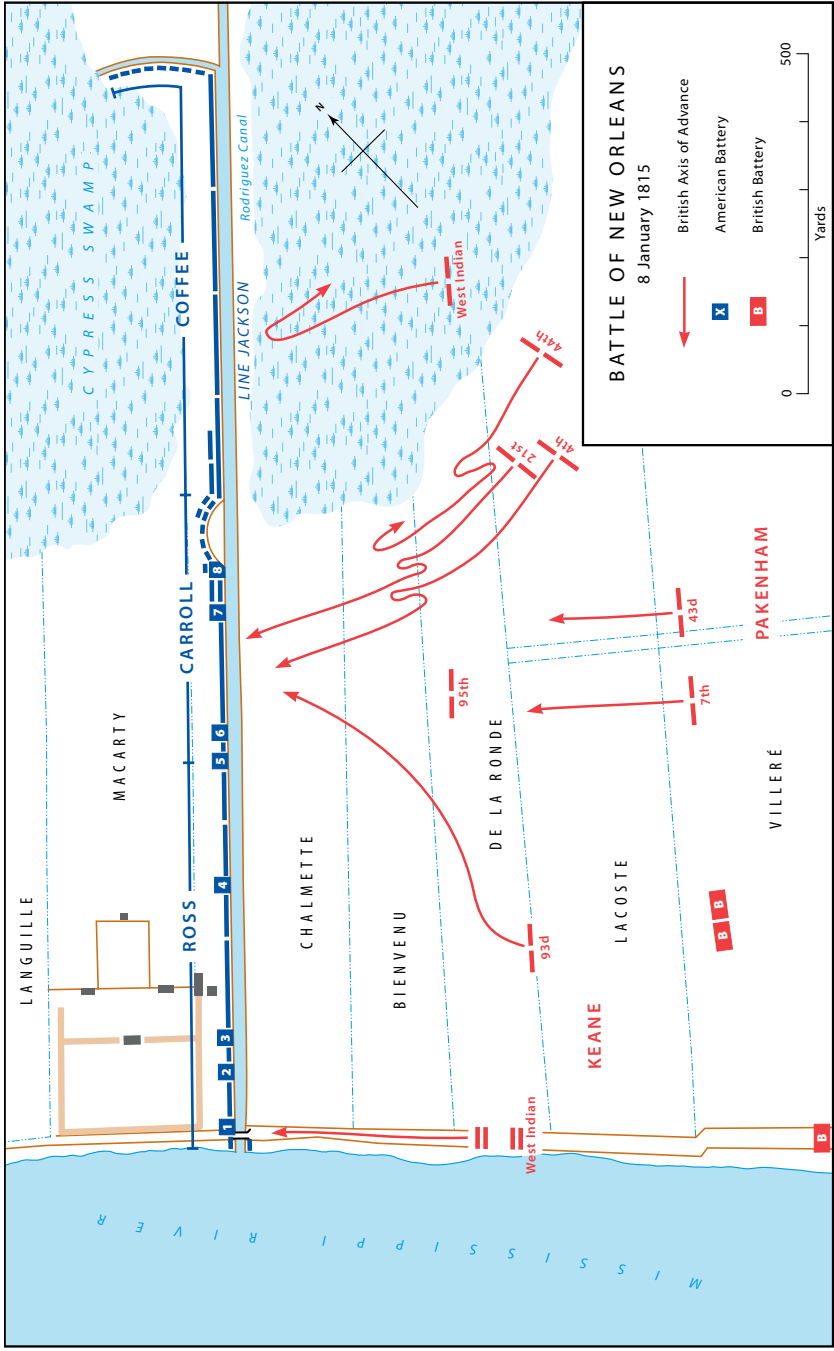 LANGUILLE
MACARTY
CYPRESS SWAMP
ROSS
CARROLL
COFFEE
1
2
3
4
5
6
7
8
LINE JACKSON
Rodriguez Canal
N
CHALMETTE
BIENVENU
DE LA RONDE
LACOSTE
VILLERÉ
West Indian
44th
21st
4th
95th
43d
7th
93d
West Indian
KEANE
PAKENHAM
B
B
B
MISSISSIPPI RIVER
BATTLE OF NEW ORLEANS
8 January 1815
British Axis of Advance
X American Battery
B British Battery
0 500
Yards